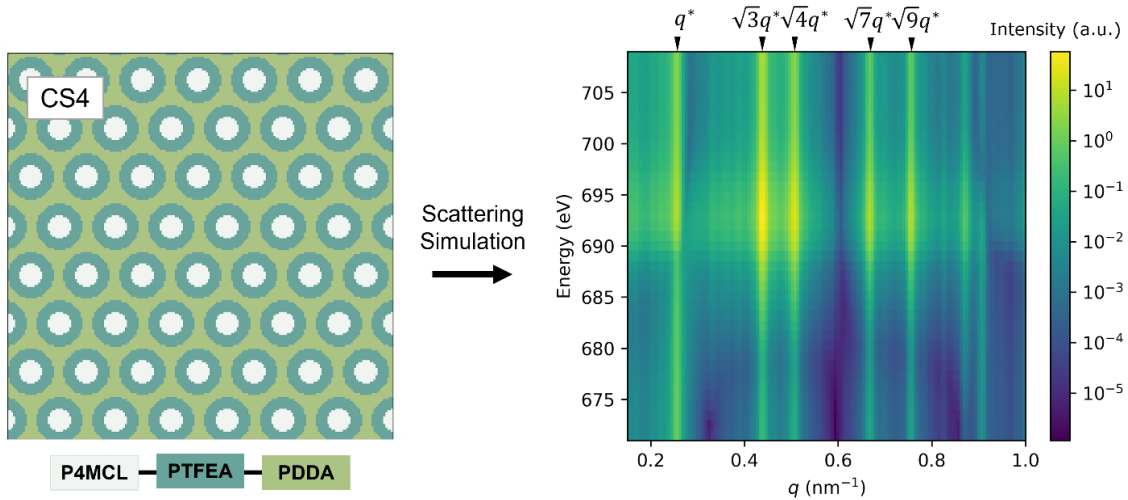 CS4
P4MCL
PTFEA
PDDA
Scattering
Simulation
q* √3q* √4q* √7q* √9q*
Intensity (a.u.)
Energy (eV)
705
700
695
690
685
680
675
0.2 0.4 0.6 0.8 1.0
q (nm⁻¹)
10¹
10⁰
10⁻¹
10⁻²
10⁻³
10⁻⁴
10⁻⁵